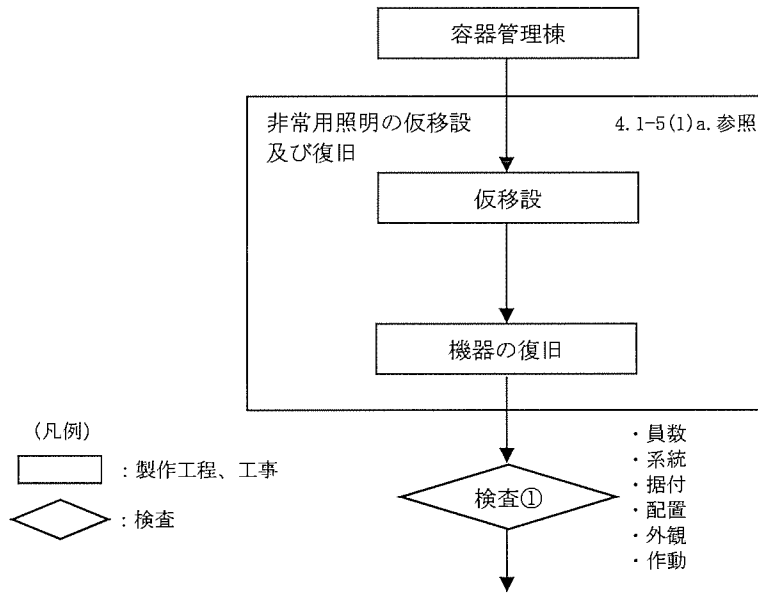 容器管理棟
非常用照明の仮移設
及び復旧
4.1-5(1)a.参照
仮移設
機器の復旧
(凡例)
:製作工程、工事
:検査
検査①
・員数
・系統
・据付
・配置
・外観
・作動